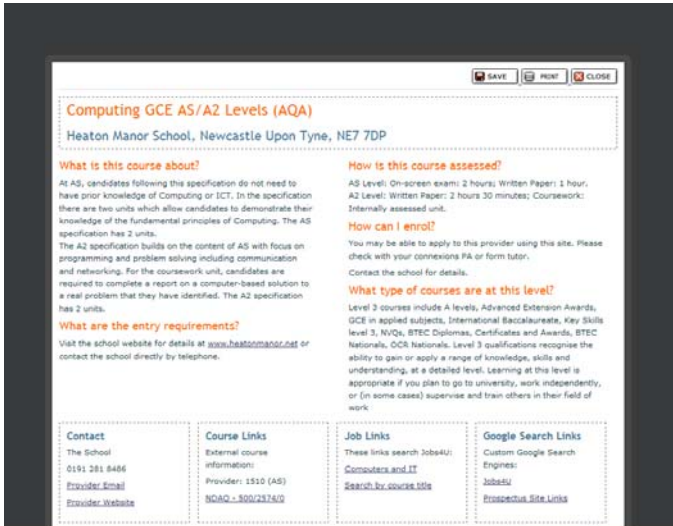 SAVE
PRINT
CLOSE
Computing GCE AS/A2 Levels (AQA)
Heaton Manor School, Newcastle Upon Tyne, NE7 7DP
What is this course about?
At AS, candidates following this
specification do not need to
have prior knowledge of Computing or ICT. In the specification
there are two units which allow candidates to demonstrate their
knowledge of the fundamental principles of Computing. The AS
specification has 2 units.
The A2 specification builds on the content of AS with focus on
programming and problem solving including communication
and networking. For the coursework unit, candidates are
required to complete a report on a computer-based solution to
a real problem that they have identified. The A2 specification
has 2 units.
What are the entry requirements?
Visit the school website for details at www.heatonmanor.net or
contact the school directly by telephone.
How is this course assessed?
AS Level: On-screen exam: 2 hours; Written Paper: 1 hour.
A2 Level: Written Paper: 2 hours 30 minutes; Coursework:
Internally assessed unit.
How can I enrol?
You may be able to apply to this provider using this site. Please
check with your connexions PA or form tutor.
Contact the school for details.
What type of courses are at this level?
Level 3 courses include A levels, Advanced Extension Awards,
GCE in applied subjects, International Baccalaureate, Key Skills
level 3, NVQs, BTEC Diplomas, Certificates and Awards, BTEC
Nationals, OCR Nationals. Level 3 qualifications recognise the
ability to gain or apply a range of knowledge, skills and
understanding, at a detailed level. Learning at this level is
appropriate if you plan to go to university, work independently,
or (in some cases) supervise and train others in their field of
work
Contact
The School
0191 281 8486
Provider Email
Provider Website
Course Links
External course
information:
Provider: 1510 (AS)
NDAQ - 500/2574/0
Job Links
These links search Jobs4U:
Computers and IT
Search by course title
Google Search Links
Custom Google Search
Engines:
Jobs4U
Prospectus Site Links